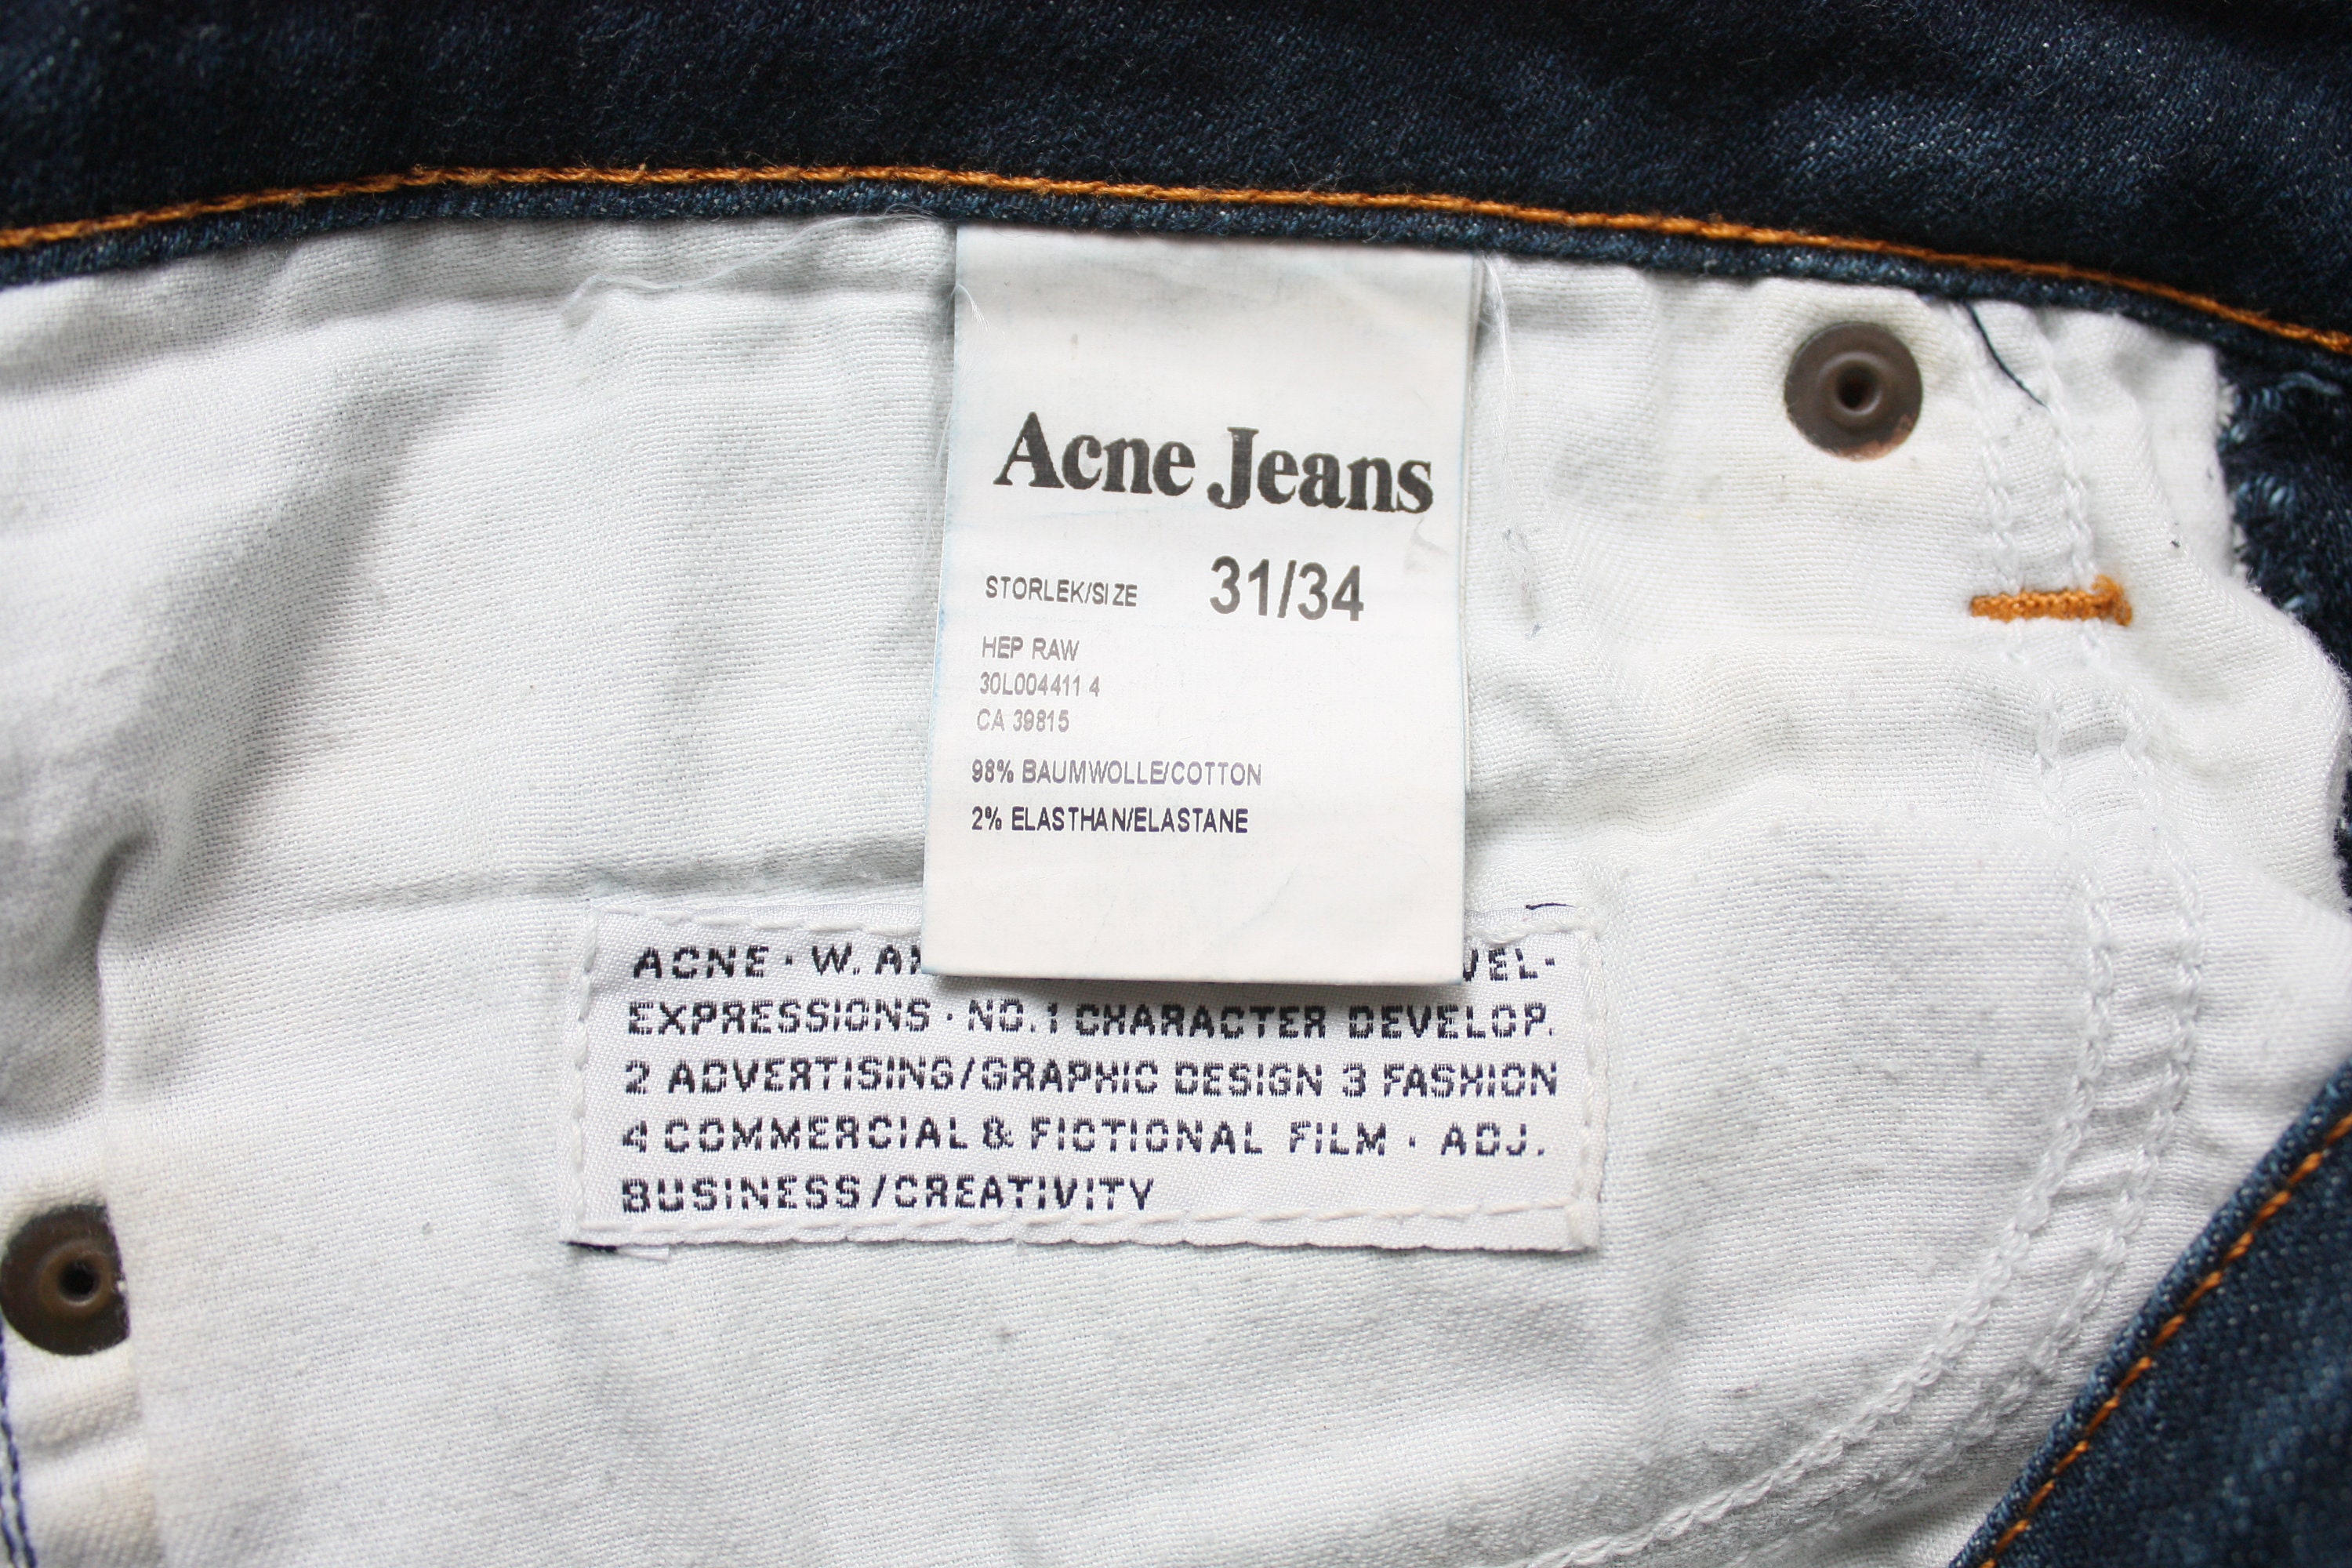 Acne Jeans
STORLEK/SIZE 31/34
HEP RAW
30L004411 4
CA 39815
98% BAUMWOLLE/COTTON
2% ELASTHAN/ELASTANE
ACNE · W.
EXPRESSIONS · NO.1 CHARACTER DEVELOP.
2 ADVERTISING/GRAPHIC DESIGN 3 FASHION
4 COMMERCIAL & FICTIONAL FILM · ADJ.
BUSINESS/CREATIVITY